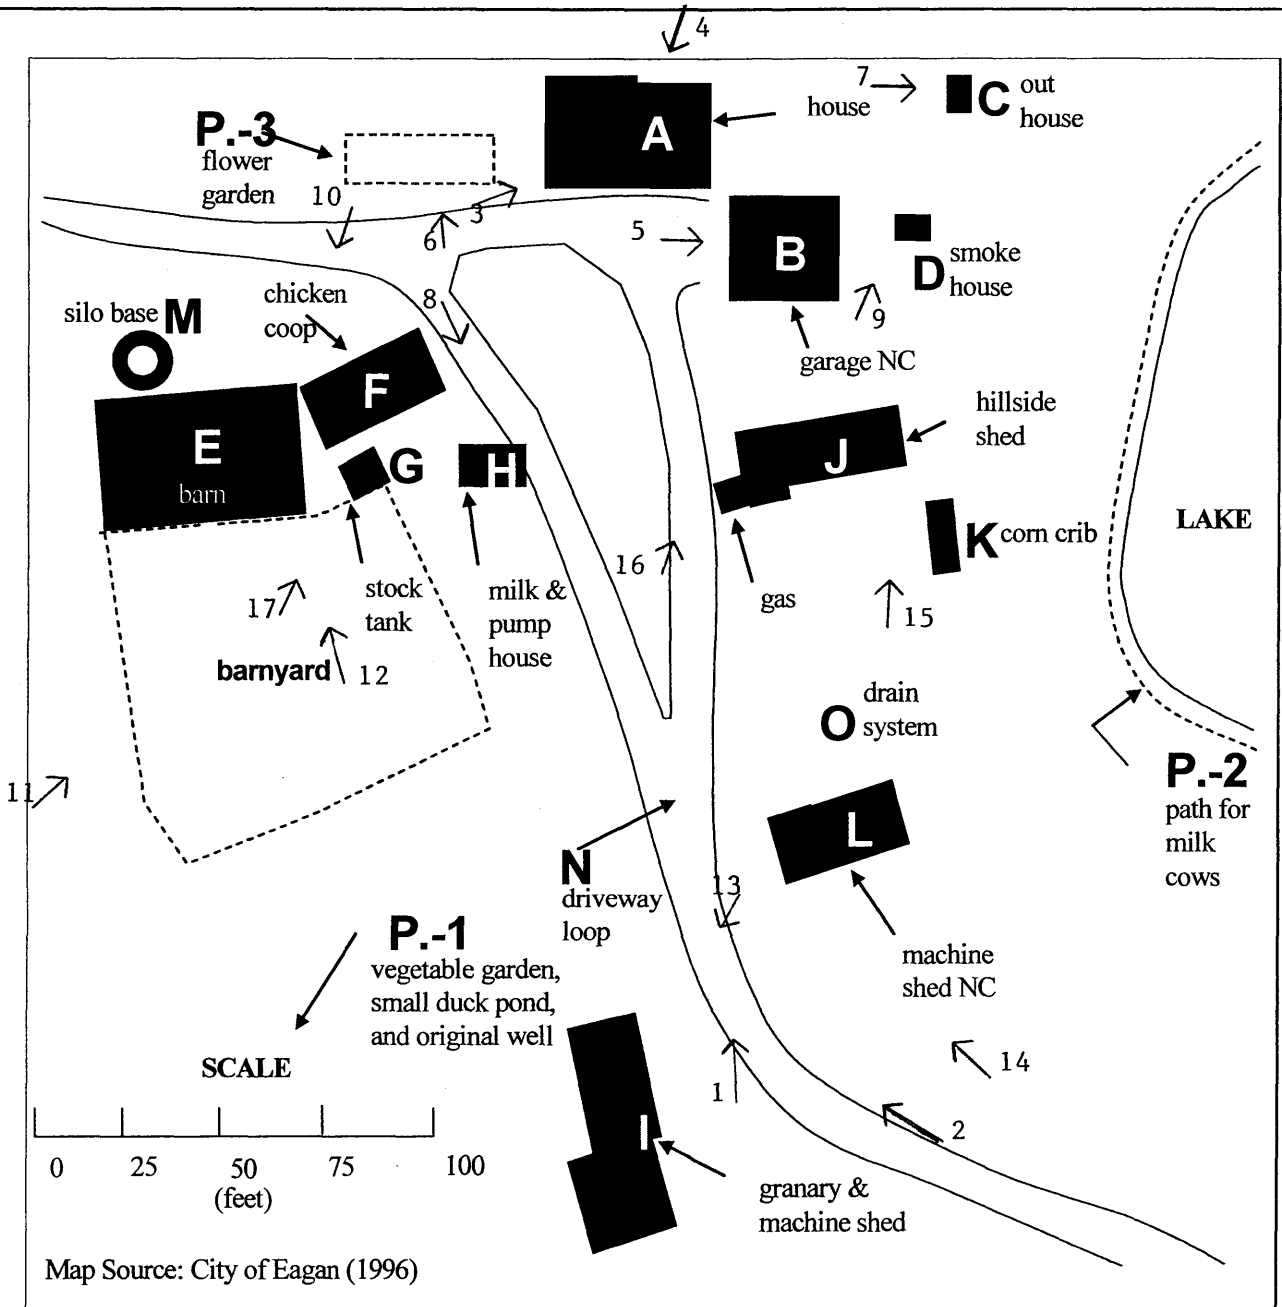 4
7
house
A
C out
house
P.-3
flower
garden
10
3
6
5
B
D smoke
house
9
garage NC
silo base M
chicken
coop
8
F
E
barn
G
H
hillside
shed
J
K corn crib
LAKE
16
gas
15
stock
tank
milk &
pump
house
17
barnyard
12
O drain
system
11
P.-2
path for
milk
cows
L
N
driveway
loop
13
machine
shed NC
P.-1
vegetable garden,
small duck pond,
and original well
SCALE
0 25 50 75 100
(feet)
1
14
2
I
granary &
machine shed
Map Source: City of Eagan (1996)